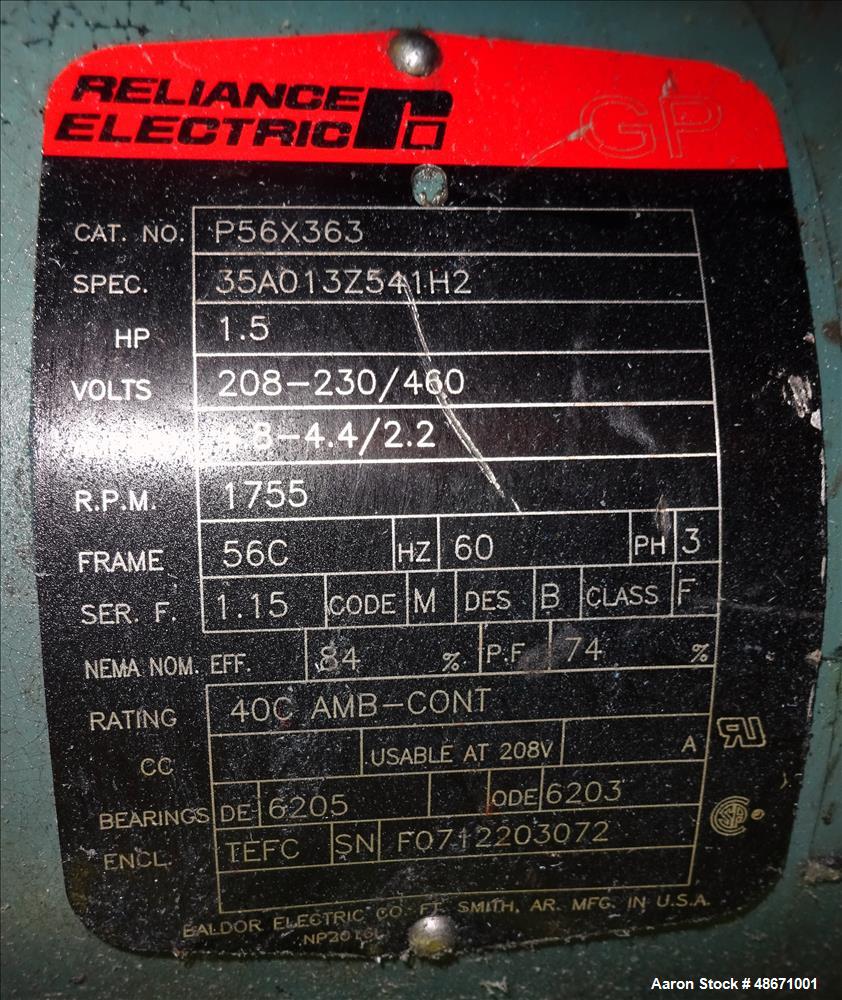 RELIANCE
ELECTRIC
GP
CAT. NO. P56X363
SPEC. 35A013Z541H2
HP 1.5
VOLTS 208-230/460
4.8-4.4/2.2
R.P.M. 1755
FRAME 56C HZ 60 PH 3
SER. F. 1.15 CODE M DES B CLASS F
NEMA NOM. EFF. 84 % P.F 74 %
RATING 40C AMB-CONT
CC USABLE AT 208V A
BEARINGS DE 6205 ODE 6203
ENCL. TEFC SN F0712203072
BALDOR ELECTRIC CO. FT. SMITH, AR. MFG. IN U.S.A.
Aaron Stock # 48671001